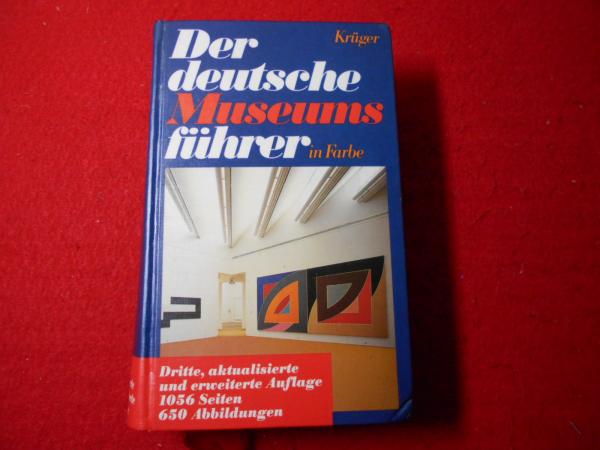 Krüger
Der
deutsche
Museums
führer in Farbe
Dritte, aktualisierte
und erweiterte Auflage
1056 Seiten
650 Abbildungen